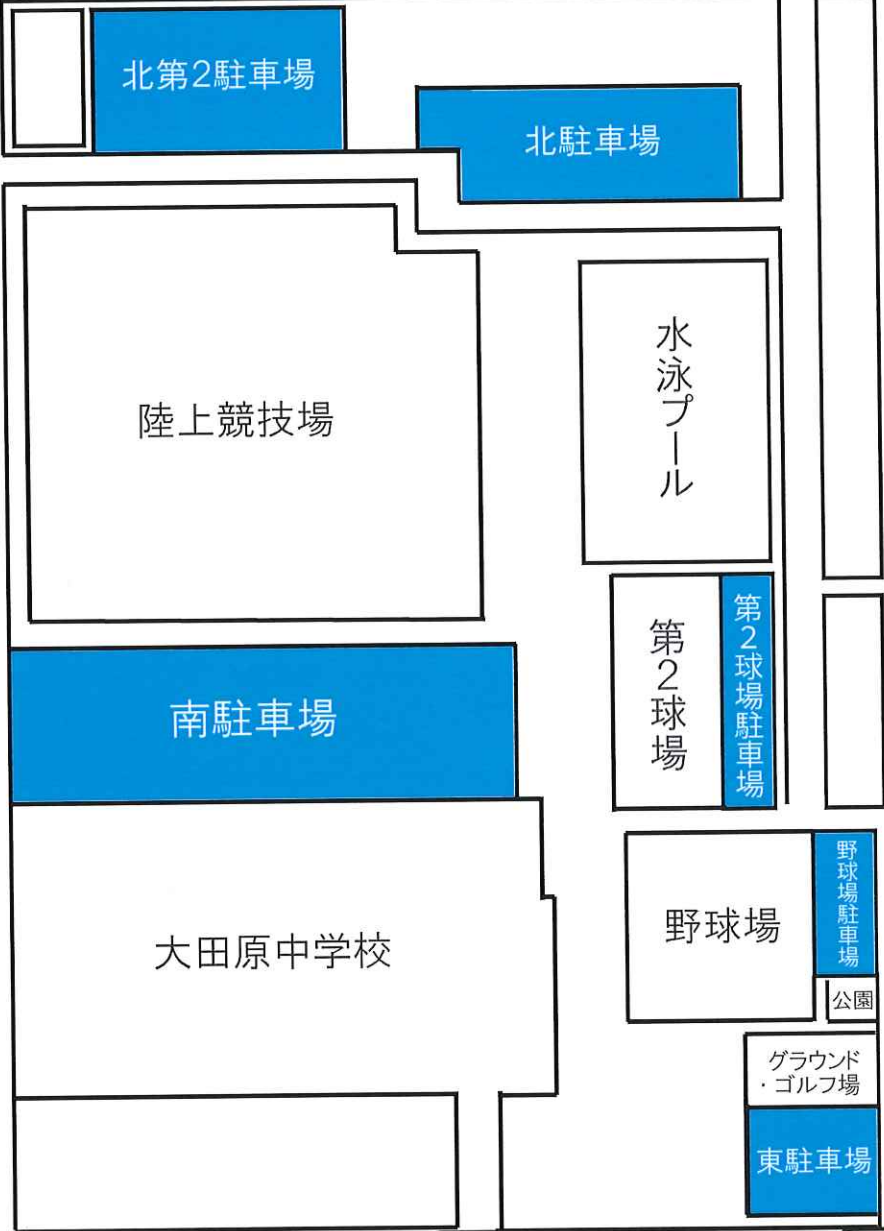 北第2駐車場
北駐車場
陸上競技場
水泳プール
第2球場
第2球場駐車場
南駐車場
大田原中学校
野球場
野球場駐車場
公園
グラウンド
・ゴルフ場
東駐車場